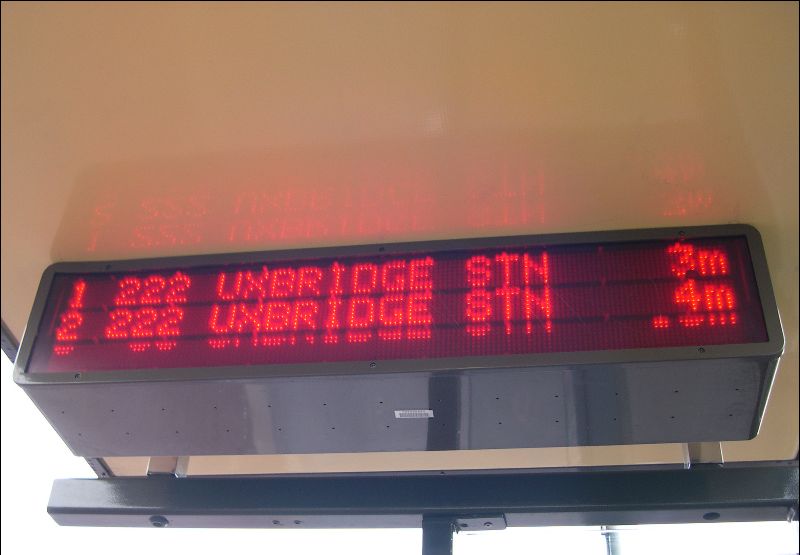 1 222 UXBRIDGE STN 3m
2 222 UXBRIDGE STN 4m